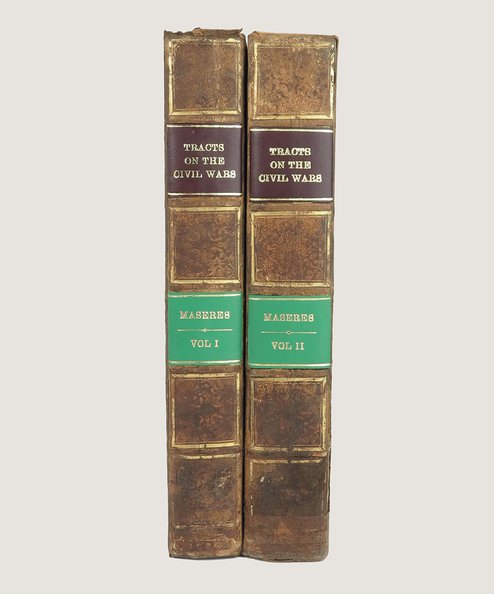 TRACTS
ON THE
CIVIL WARS
MASERES
VOL I
TRACTS
ON THE
CIVIL WARS
MASERES
VOL II